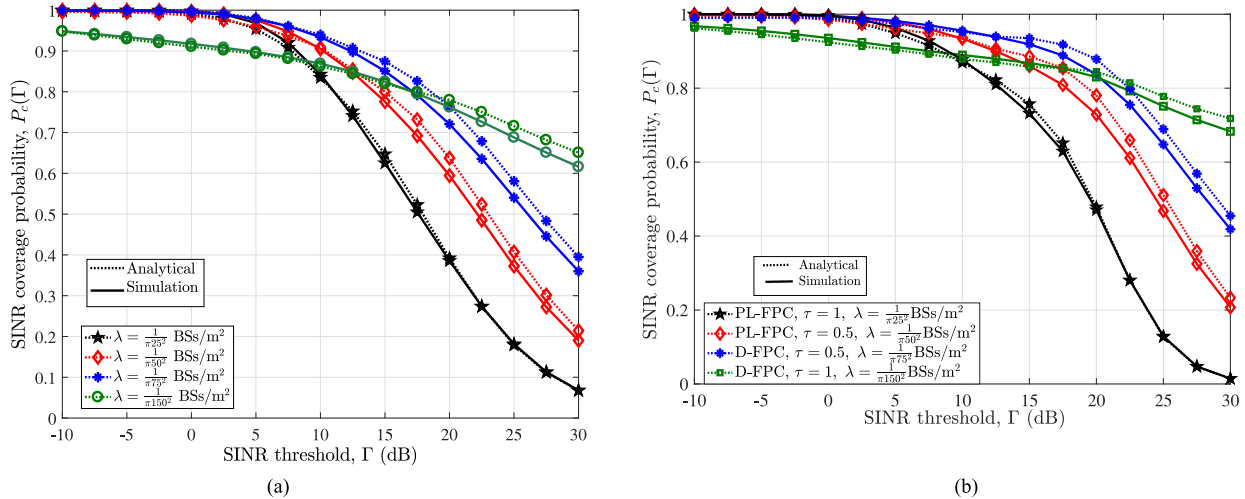 SINR coverage probability, P_c(Γ)
1
0.9
0.8
0.7
0.6
0.5
0.4
0.3
0.2
0.1
0
-10 -5 0 5 10 15 20 25 30
SINR threshold, Γ (dB)
Analytical
Simulation
λ = 1/π25² BSs/m²
λ = 1/π50² BSs/m²
λ = 1/π75² BSs/m²
λ = 1/π150² BSs/m²
(a)
SINR coverage probability, P_c(Γ)
1
0.8
0.6
0.4
0.2
0
-10 -5 0 5 10 15 20 25 30
SINR threshold, Γ (dB)
Analytical
Simulation
PL-FPC, τ = 1, λ = 1/π25² BSs/m²
PL-FPC, τ = 0.5, λ = 1/π50² BSs/m²
D-FPC, τ = 0.5, λ = 1/π75² BSs/m²
D-FPC, τ = 1, λ = 1/π150² BSs/m²
(b)